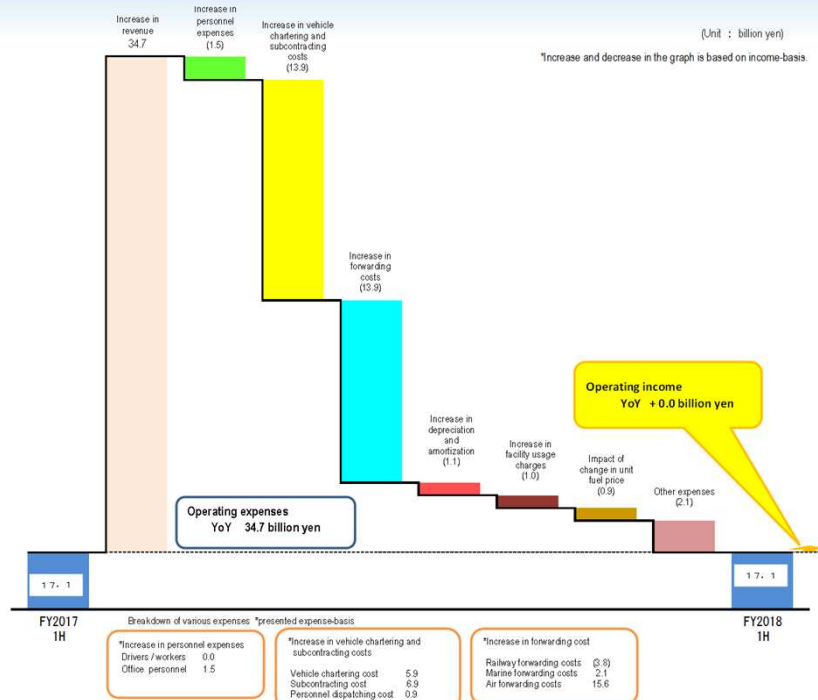 Increase in
revenue
34.7
Increase in
personnel
expenses
(1.5)
Increase in vehicle
chartering and
subcontracting
costs
(13.9)
(Unit : billion yen)
*Increase and decrease in the graph is based on income-basis.
Increase in
forwarding
costs
(13.9)
Increase in
depreciation
and
amortization
(1.1)
Increase in
facility usage
charges
(1.0)
Impact of
change in unit
fuel price
(0.9)
Other expenses
(2.1)
Operating income
YoY + 0.0 billion yen
Operating expenses
YoY 34.7 billion yen
17.1
17.1
FY2017
1H
FY2018
1H
Breakdown of various expenses *presented expense-basis
*Increase in personnel expenses
Drivers / workers 0.0
Office personnel 1.5
*Increase in vehicle chartering and
subcontracting costs
Vehicle chartering cost 5.9
Subcontracting cost 6.9
Personnel dispatching cost 0.9
*Increase in forwarding cost
Railway forwarding costs (3.8)
Marine forwarding costs 2.1
Air forwarding costs 15.6